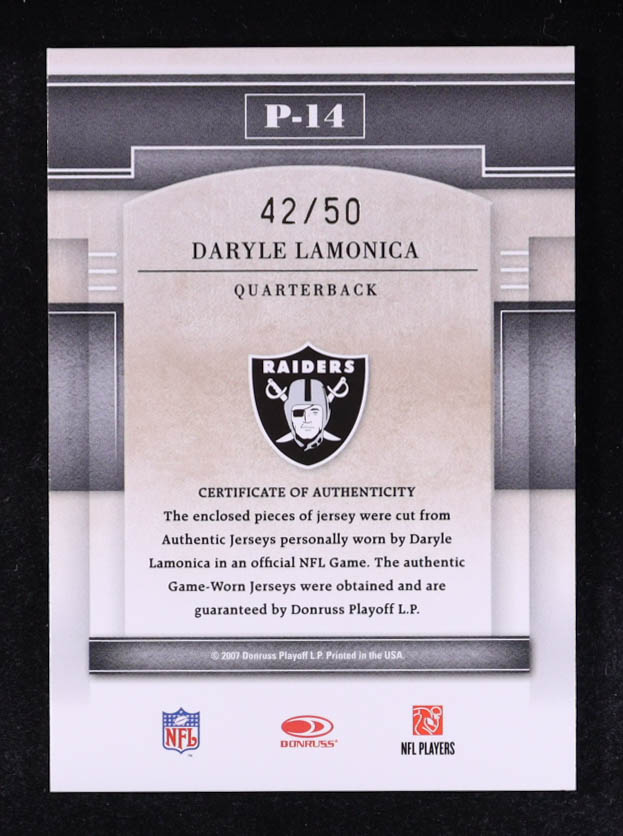 P-14
42/50
DARYLE LAMONICA
QUARTERBACK
RAIDERS
CERTIFICATE OF AUTHENTICITY
The enclosed pieces of jersey were cut from
Authentic Jerseys personally worn by Daryle
Lamonica in an official NFL Game. The authentic
Game-Worn Jerseys were obtained and are
guaranteed by Donruss Playoff L.P.
© 2007 Donruss Playoff L.P. Printed in the USA.
NFL
DONRUSS
NFL PLAYERS